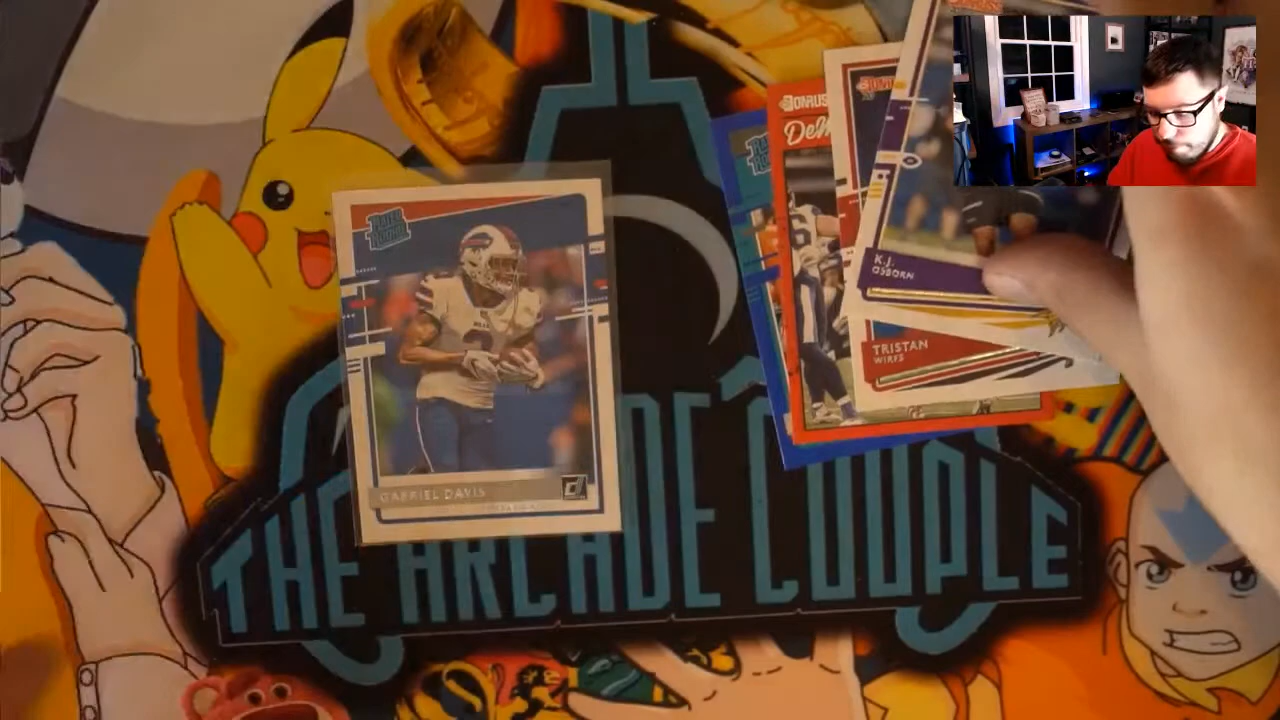 RATED
ROOKIE
GABRIEL DAVIS
DONRUSS
K.J.
OSBORN
TRISTAN
WIRFS
THE ARCADE COUPLE